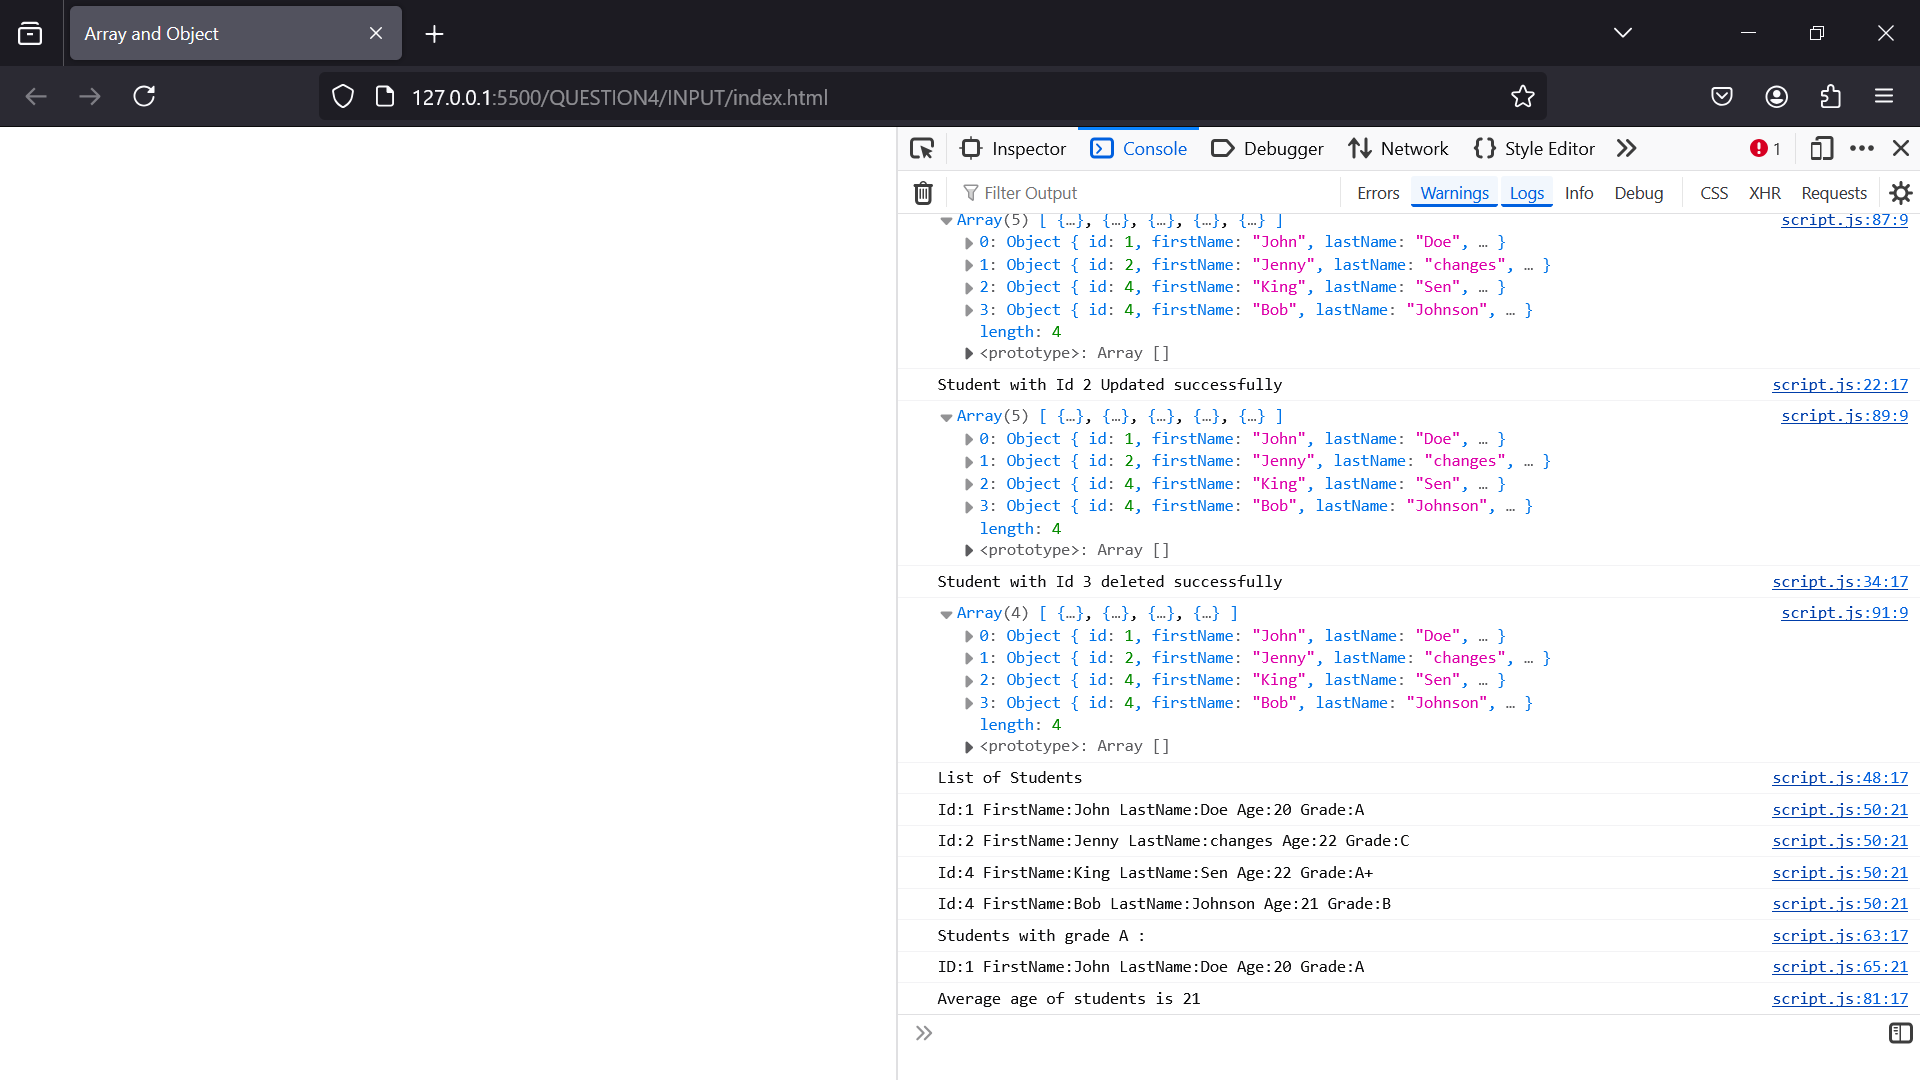 Array and Object
127.0.0.1:5500/QUESTION4/INPUT/index.html
Inspector Console Debugger Network Style Editor 1
Filter Output Errors Warnings Logs Info Debug CSS XHR Requests
Array(5) [ {…}, {…}, {…}, {…}, {…} ] script.js:87:9
0: Object { id: 1, firstName: "John", lastName: "Doe", … }
1: Object { id: 2, firstName: "Jenny", lastName: "changes", … }
2: Object { id: 4, firstName: "King", lastName: "Sen", … }
3: Object { id: 4, firstName: "Bob", lastName: "Johnson", … }
length: 4
<prototype>: Array []
Student with Id 2 Updated successfully script.js:22:17
Array(5) [ {…}, {…}, {…}, {…}, {…} ] script.js:89:9
0: Object { id: 1, firstName: "John", lastName: "Doe", … }
1: Object { id: 2, firstName: "Jenny", lastName: "changes", … }
2: Object { id: 4, firstName: "King", lastName: "Sen", … }
3: Object { id: 4, firstName: "Bob", lastName: "Johnson", … }
length: 4
<prototype>: Array []
Student with Id 3 deleted successfully script.js:34:17
Array(4) [ {…}, {…}, {…}, {…} ] script.js:91:9
0: Object { id: 1, firstName: "John", lastName: "Doe", … }
1: Object { id: 2, firstName: "Jenny", lastName: "changes", … }
2: Object { id: 4, firstName: "King", lastName: "Sen", … }
3: Object { id: 4, firstName: "Bob", lastName: "Johnson", … }
length: 4
<prototype>: Array []
List of Students script.js:48:17
Id:1 FirstName:John LastName:Doe Age:20 Grade:A script.js:50:21
Id:2 FirstName:Jenny LastName:changes Age:22 Grade:C script.js:50:21
Id:4 FirstName:King LastName:Sen Age:22 Grade:A+ script.js:50:21
Id:4 FirstName:Bob LastName:Johnson Age:21 Grade:B script.js:50:21
Students with grade A : script.js:63:17
ID:1 FirstName:John LastName:Doe Age:20 Grade:A script.js:65:21
Average age of students is 21 script.js:81:17